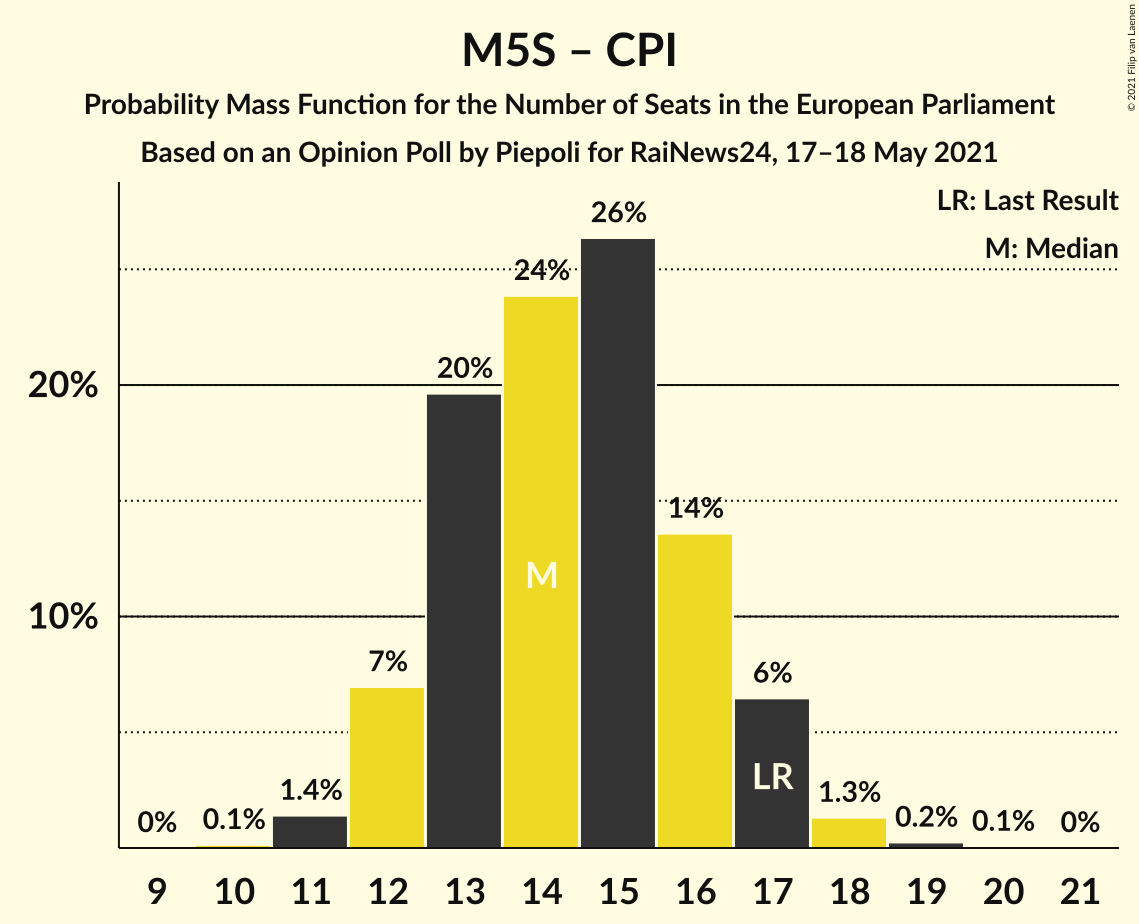 M5S – CPI
Probability Mass Function for the Number of Seats in the European Parliament
Based on an Opinion Poll by Piepoli for RaiNews24, 17–18 May 2021
© 2021 Filip van Laenen
LR: Last Result
M: Median
20%
10%
0%
0.1%
1.4%
7%
20%
24%
26%
14%
6%
1.3%
0.2%
0.1%
0%
M
LR
9 10 11 12 13 14 15 16 17 18 19 20 21